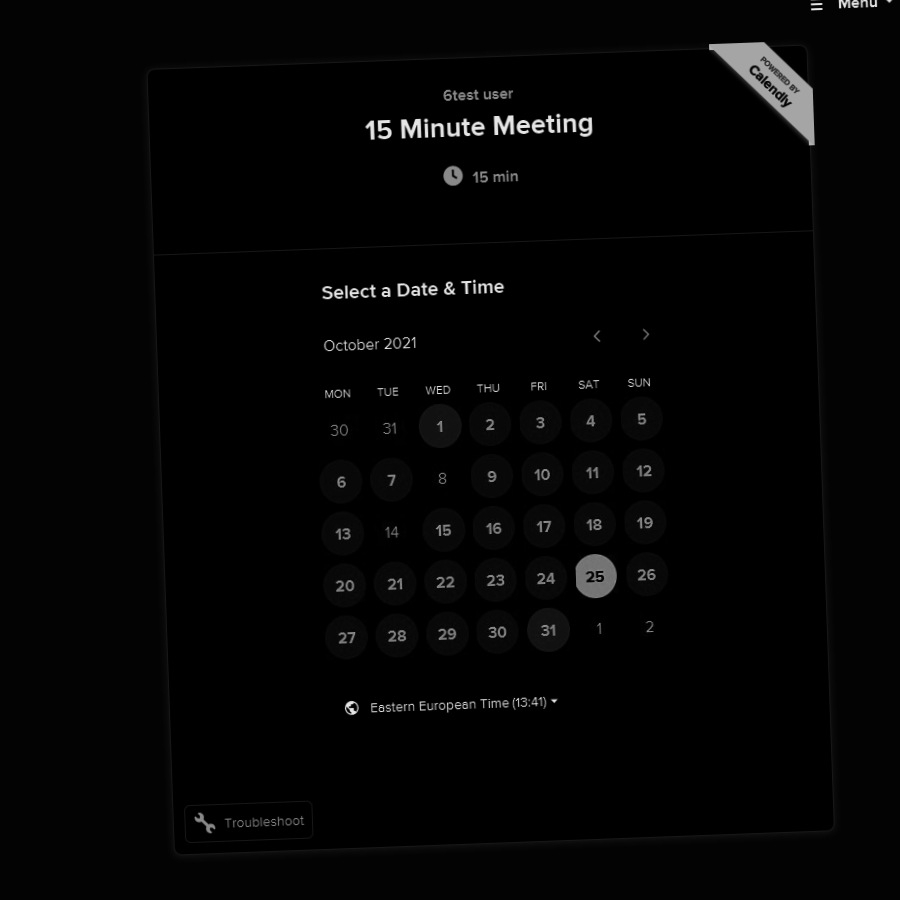 ☰ Menu
POWERED BY
Calendly
6test user
15 Minute Meeting
15 min
Select a Date & Time
October 2021
MON TUE WED THU FRI SAT SUN
30 31 1 2 3 4 5
6 7 8 9 10 11 12
13 14 15 16 17 18 19
20 21 22 23 24 25 26
27 28 29 30 31 1 2
Eastern European Time (13:41)
Troubleshoot